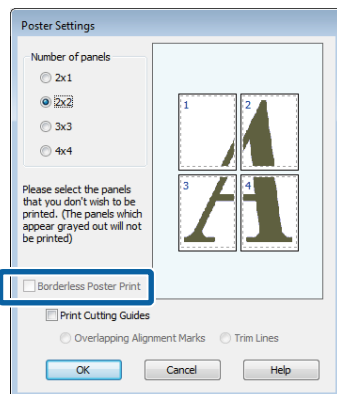 Poster Settings
Number of panels
2x1
2x2
3x3
4x4
Please select the panels
that you don't wish to be
printed. (The panels which
appear grayed out will not
be printed)
1 2
3 4
Borderless Poster Print
Print Cutting Guides
Overlapping Alignment Marks Trim Lines
OK Cancel Help